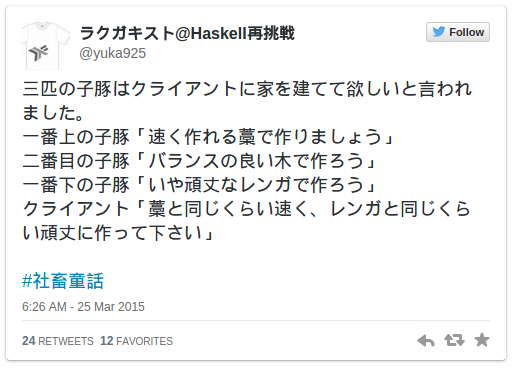 ラクガキスト@Haskell再挑戦
@yuka925
Follow
三匹の子豚はクライアントに家を建てて欲しいと言われ
ました。
一番上の子豚「速く作れる藁で作りましょう」
二番目の子豚「バランスの良い木で作ろう」
一番下の子豚「いや頑丈なレンガで作ろう」
クライアント「藁と同じくらい速く、レンガと同じくら
い頑丈に作って下さい」
#社畜童話
6:26 AM - 25 Mar 2015
24 RETWEETS 12 FAVORITES